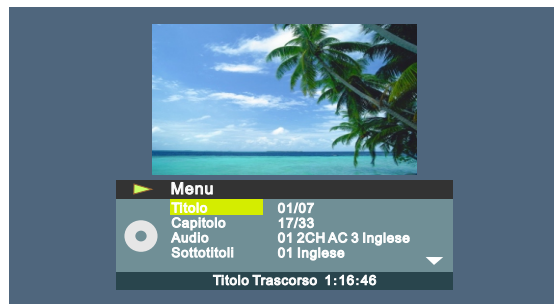 Menu
Titolo 01/07
Capitolo 17/33
Audio 01 2CH AC 3 Inglese
Sottotitoli 01 Inglese
Titolo Trascorso 1:16:46